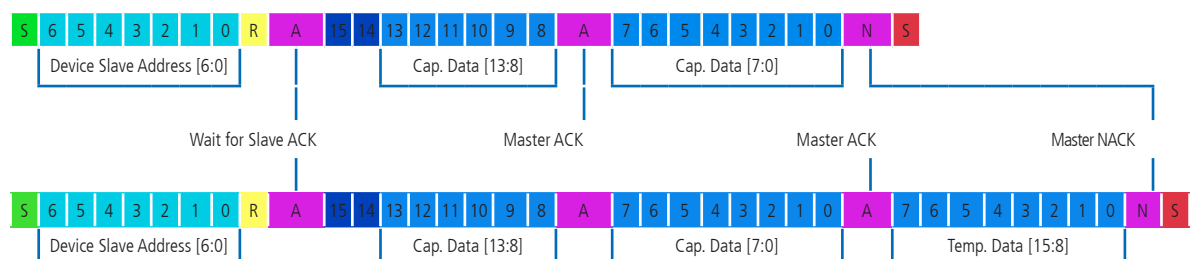 S 6 5 4 3 2 1 0 R A 15 14 13 12 11 10 9 8 A 7 6 5 4 3 2 1 0 N S
Device Slave Address [6:0] Cap. Data [13:8] Cap. Data [7:0]
Wait for Slave ACK Master ACK Master ACK Master NACK
S 6 5 4 3 2 1 0 R A 15 14 13 12 11 10 9 8 A 7 6 5 4 3 2 1 0 A 7 6 5 4 3 2 1 0 N S
Device Slave Address [6:0] Cap. Data [13:8] Cap. Data [7:0] Temp. Data [15:8]